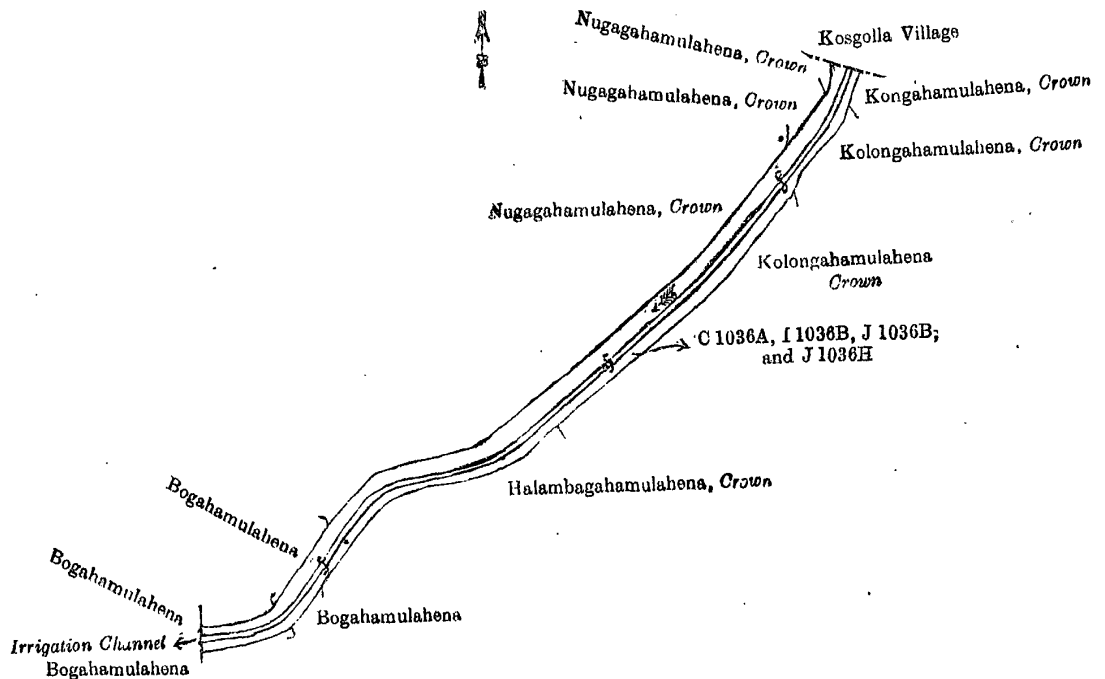 Nugagahamulahena, Crown
Kosgolla Village
Nugagahamulahena, Crown
Kongahamulahena, Crown
Kolongahamulahena, Crown
Nugagahamulahena, Crown
Kolongahamulahena
Crown
C 1036A, I 1036B, J 1036B;
and J 1036H
Halambagahamulahena, Crown
Bogahamulahena
Bogahamulahena
Bogahamulahena
Irrigation Channel
Bogahamulahena